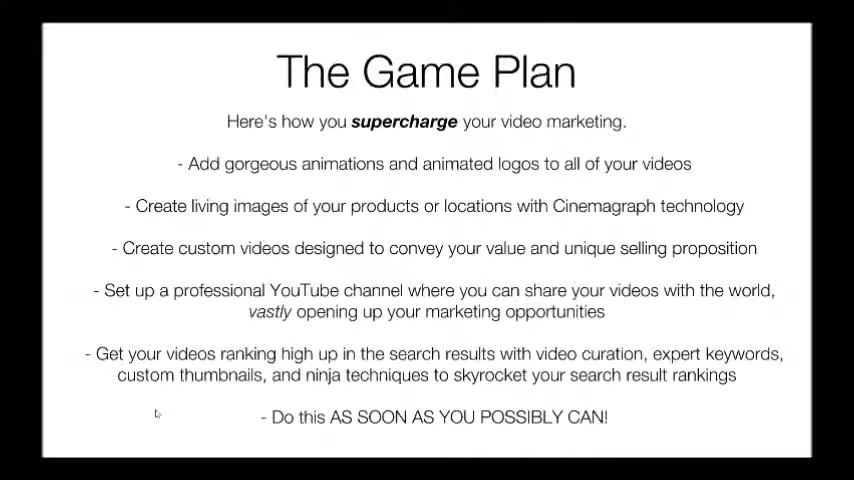 The Game Plan
Here's how you supercharge your video marketing.
- Add gorgeous animations and animated logos to all of your videos
- Create living images of your products or locations with Cinemagraph technology
- Create custom videos designed to convey your value and unique selling proposition
- Set up a professional YouTube channel where you can share your videos with the world,
vastly opening up your marketing opportunities
- Get your videos ranking high up in the search results with video curation, expert keywords,
custom thumbnails, and ninja techniques to skyrocket your search result rankings
- Do this AS SOON AS YOU POSSIBLY CAN!